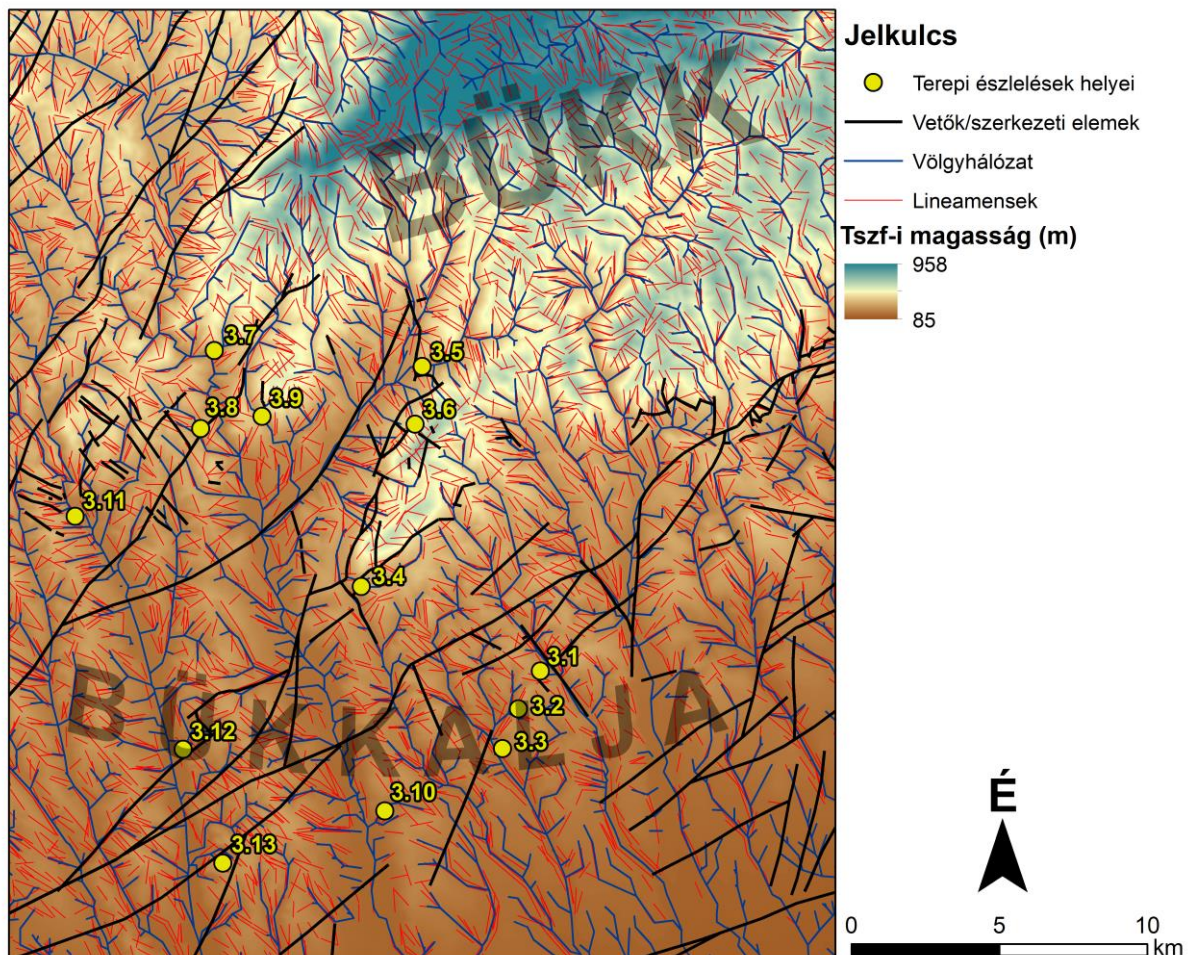 BÜKK
3.7
3.5
3.9
3.8
3.6
3.11
3.4
3.1
BÜKKALJA
3.2
3.12
3.3
3.10
3.13
Jelkulcs
Terepi észlelések helyei
Vetők/szerkezeti elemek
Völgyhálózat
Lineamensek
Tszf-i magasság (m)
958
85
É
0 5 10
km